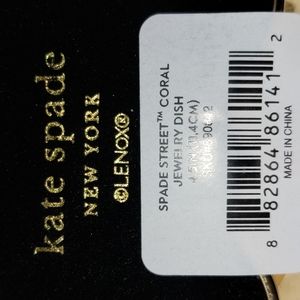 kate spade
NEW YORK
©LENOX®
SPADE STREET™ CORAL
JEWELRY DISH
8 82864 86141 2
MADE IN CHINA